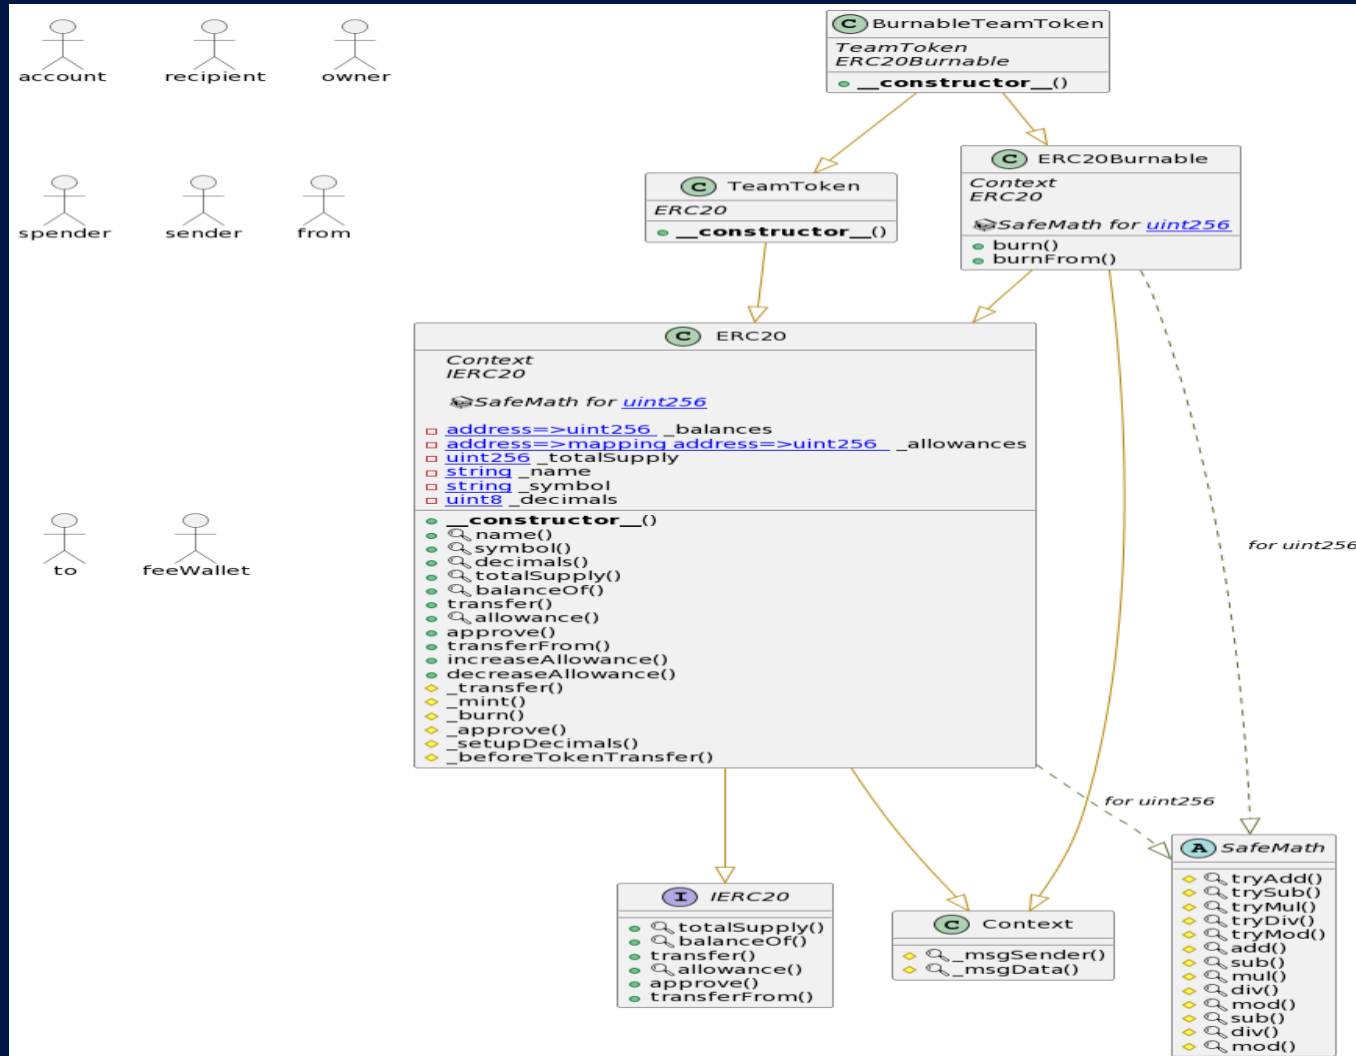 account
recipient
owner
spender
sender
from
to
feeWallet
C BurnableTeamToken
TeamToken
ERC20Burnable
__constructor__()
C TeamToken
ERC20
__constructor__()
C ERC20Burnable
Context
ERC20
SafeMath for uint256
burn()
burnFrom()
C ERC20
Context
IERC20
SafeMath for uint256
address=>uint256 _balances
address=>mapping address=>uint256 _allowances
uint256 _totalSupply
string _name
string _symbol
uint8 _decimals
__constructor__()
name()
symbol()
decimals()
totalSupply()
balanceOf()
transfer()
allowance()
approve()
transferFrom()
increaseAllowance()
decreaseAllowance()
_transfer()
_mint()
_burn()
_approve()
_setupDecimals()
_beforeTokenTransfer()
for uint256
for uint256
I IERC20
totalSupply()
balanceOf()
transfer()
allowance()
approve()
transferFrom()
C Context
_msgSender()
_msgData()
A SafeMath
tryAdd()
trySub()
tryMul()
tryDiv()
tryMod()
add()
sub()
mul()
div()
mod()
sub()
div()
mod()